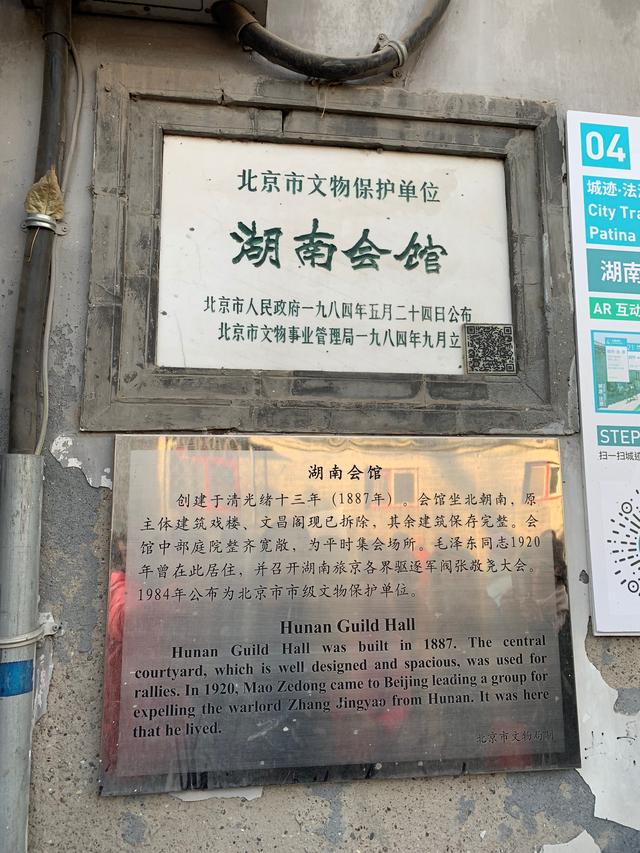 北京市文物保护单位
湖南会馆
北京市人民政府一九八四年五月二十四日公布
北京市文物事业管理局一九八四年九月立
湖南会馆
创建于清光绪十三年（1887年）。会馆坐北朝南，原
主体建筑戏楼、文昌阁现已拆除，其余建筑保存完整。会
馆中部庭院整齐宽敞，为平时集会场所。毛泽东同志1920
年曾在此居住，并召开湖南旅京各界驱逐军阀张敬尧大会。
1984年公布为北京市市级文物保护单位。
Hunan Guild Hall
Hunan Guild Hall was built in 1887. The central
courtyard, which is well designed and spacious, was used for
rallies. In 1920, Mao Zedong came to Beijing leading a group for
expelling the warlord Zhang Jingyao from Hunan. It was here
that he lived.
北京市文物局制
04
城迹·法
City Tra
Patina
湖南
AR 互动
STEP
扫一扫城迹